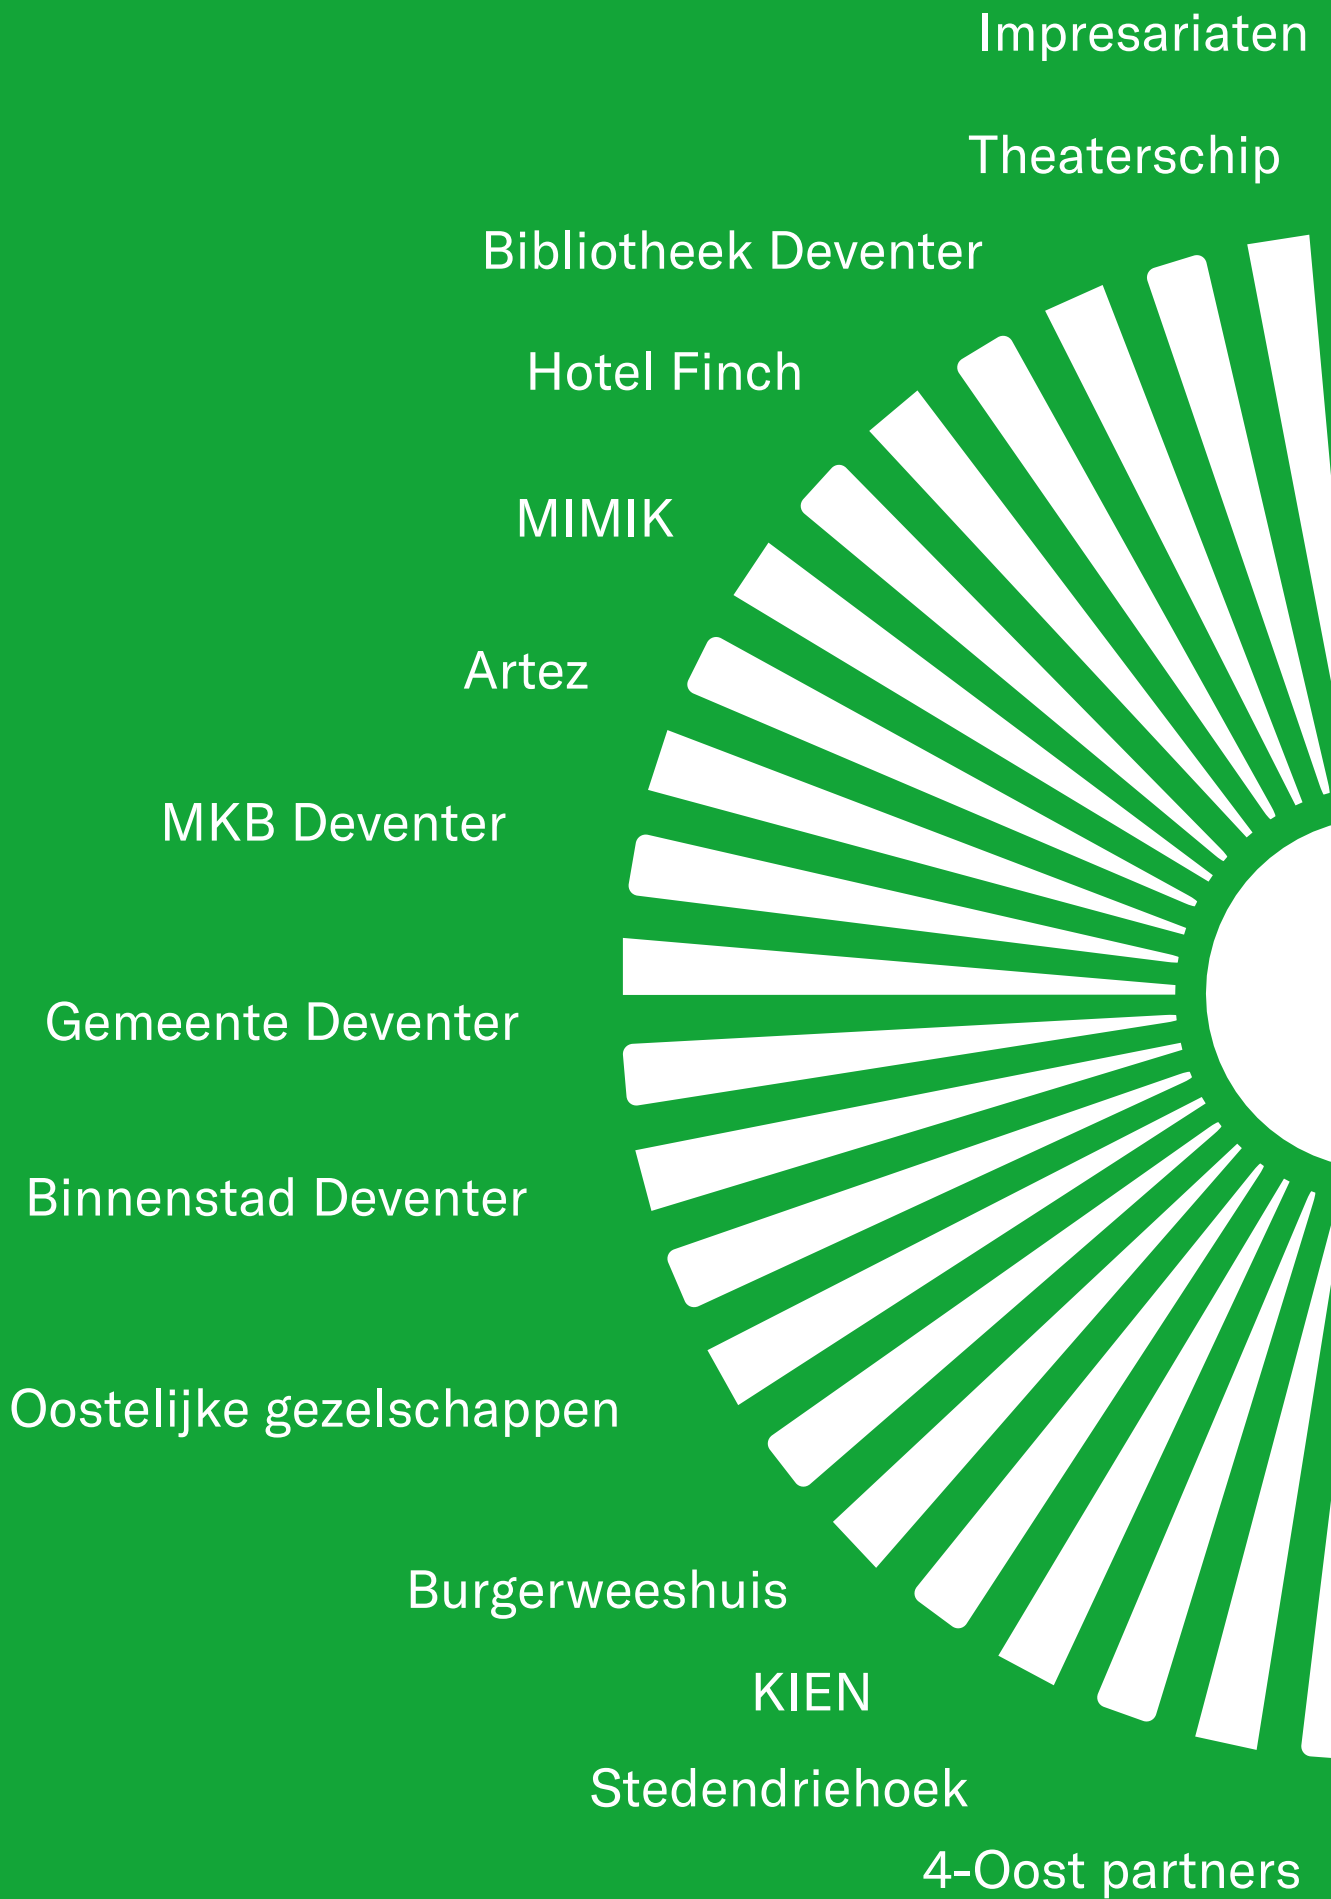 Impresariaten
Theaterschip
Bibliotheek Deventer
Hotel Finch
MIMIK
Artez
MKB Deventer
Gemeente Deventer
Binnenstad Deventer
Oostelijke gezelschappen
Burgerweeshuis
KIEN
Stedendriehoek
4-Oost partners